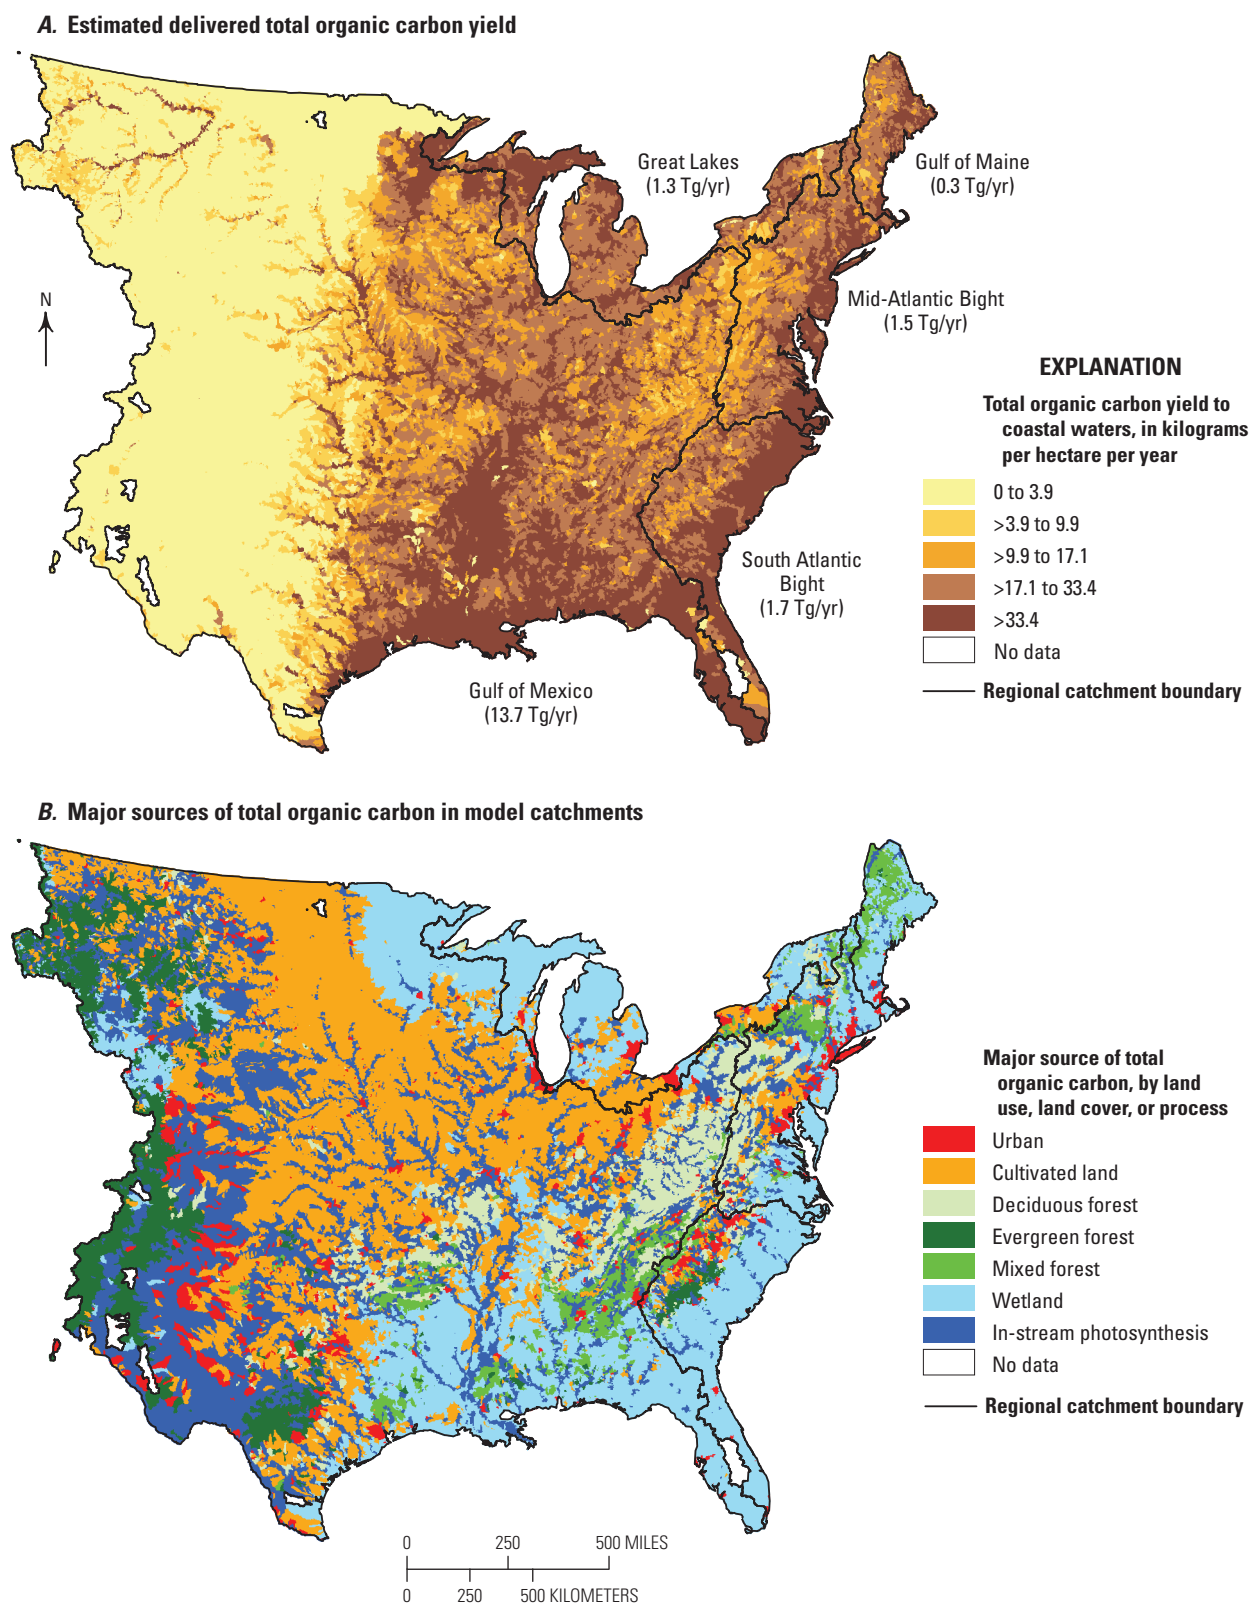 A. Estimated delivered total organic carbon yield
Great Lakes
(1.3 Tg/yr)
Gulf of Maine
(0.3 Tg/yr)
N
Mid-Atlantic Bight
(1.5 Tg/yr)
South Atlantic
Bight
(1.7 Tg/yr)
Gulf of Mexico
(13.7 Tg/yr)
EXPLANATION
Total organic carbon yield to
coastal waters, in kilograms
per hectare per year
0 to 3.9
>3.9 to 9.9
>9.9 to 17.1
>17.1 to 33.4
>33.4
No data
Regional catchment boundary
B. Major sources of total organic carbon in model catchments
Major source of total
organic carbon, by land
use, land cover, or process
Urban
Cultivated land
Deciduous forest
Evergreen forest
Mixed forest
Wetland
In-stream photosynthesis
No data
Regional catchment boundary
0 250 500 MILES
0 250 500 KILOMETERS